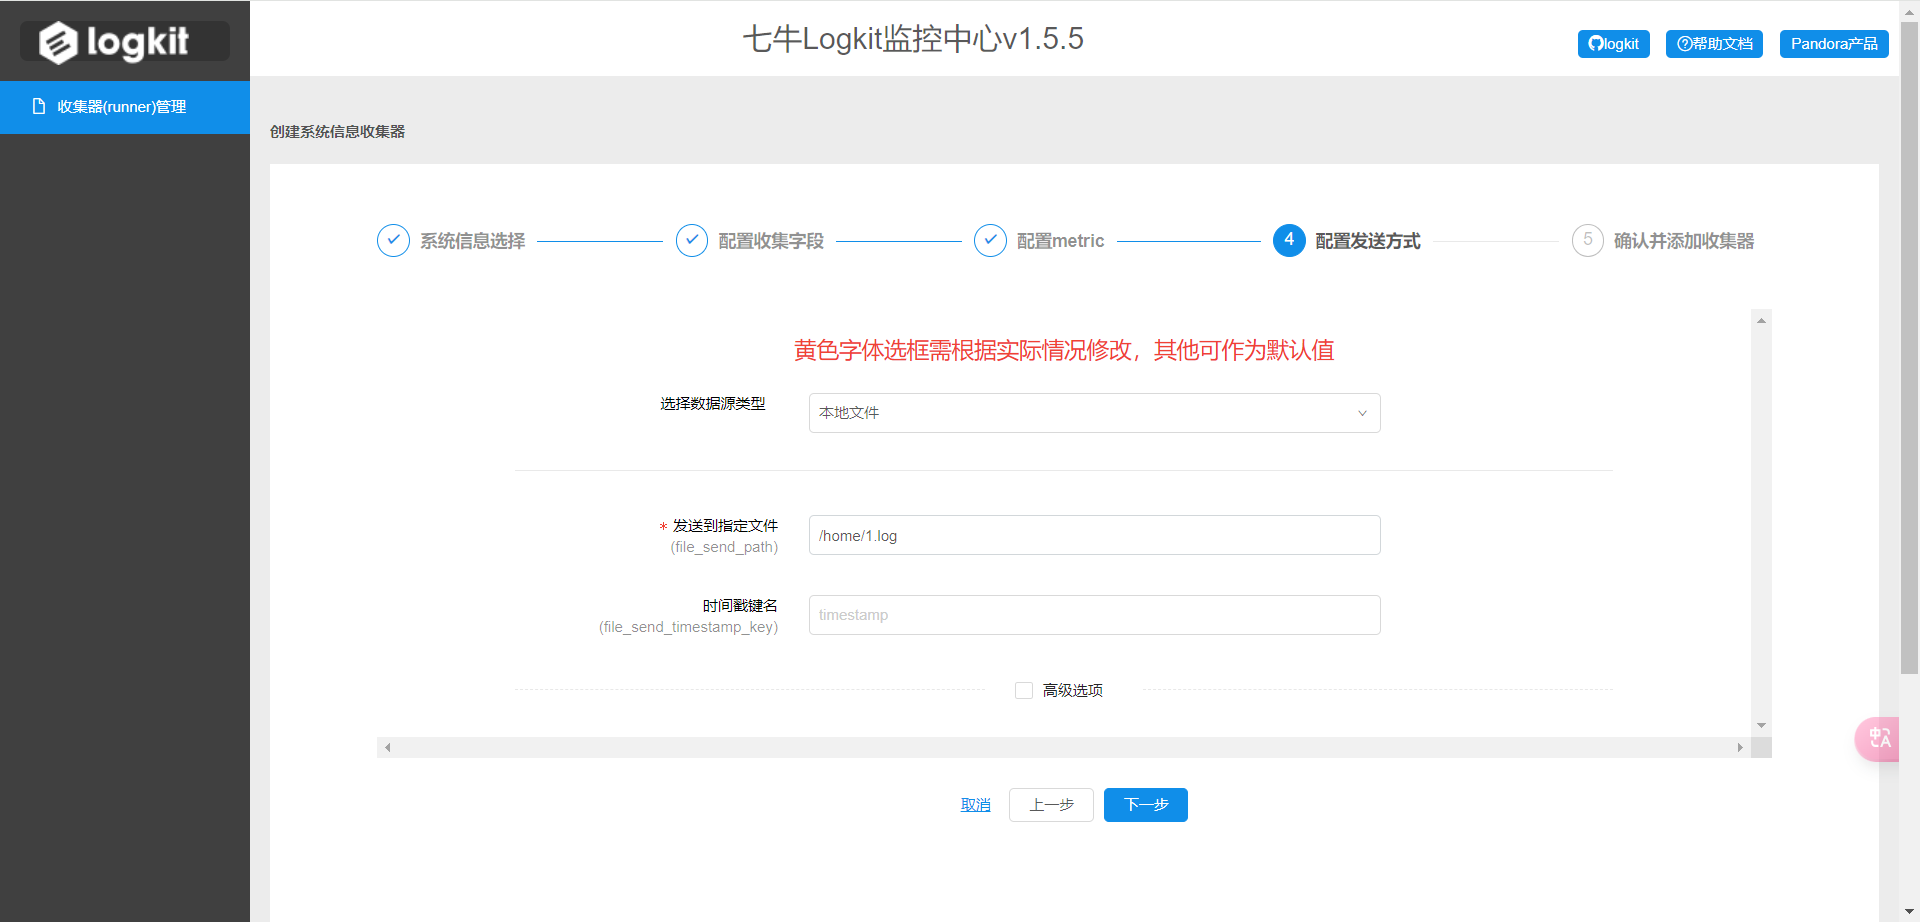 logkit
七牛Logkit监控中心v1.5.5
logkit
帮助文档
Pandora产品
收集器(runner)管理
创建系统信息收集器
系统信息选择
配置收集字段
配置metric
4 配置发送方式
5 确认并添加收集器
黄色字体选框需根据实际情况修改，其他可作为默认值
选择数据源类型
本地文件
* 发送到指定文件
(file_send_path)
/home/1.log
时间戳键名
(file_send_timestamp_key)
timestamp
高级选项
取消
上一步
下一步
中A